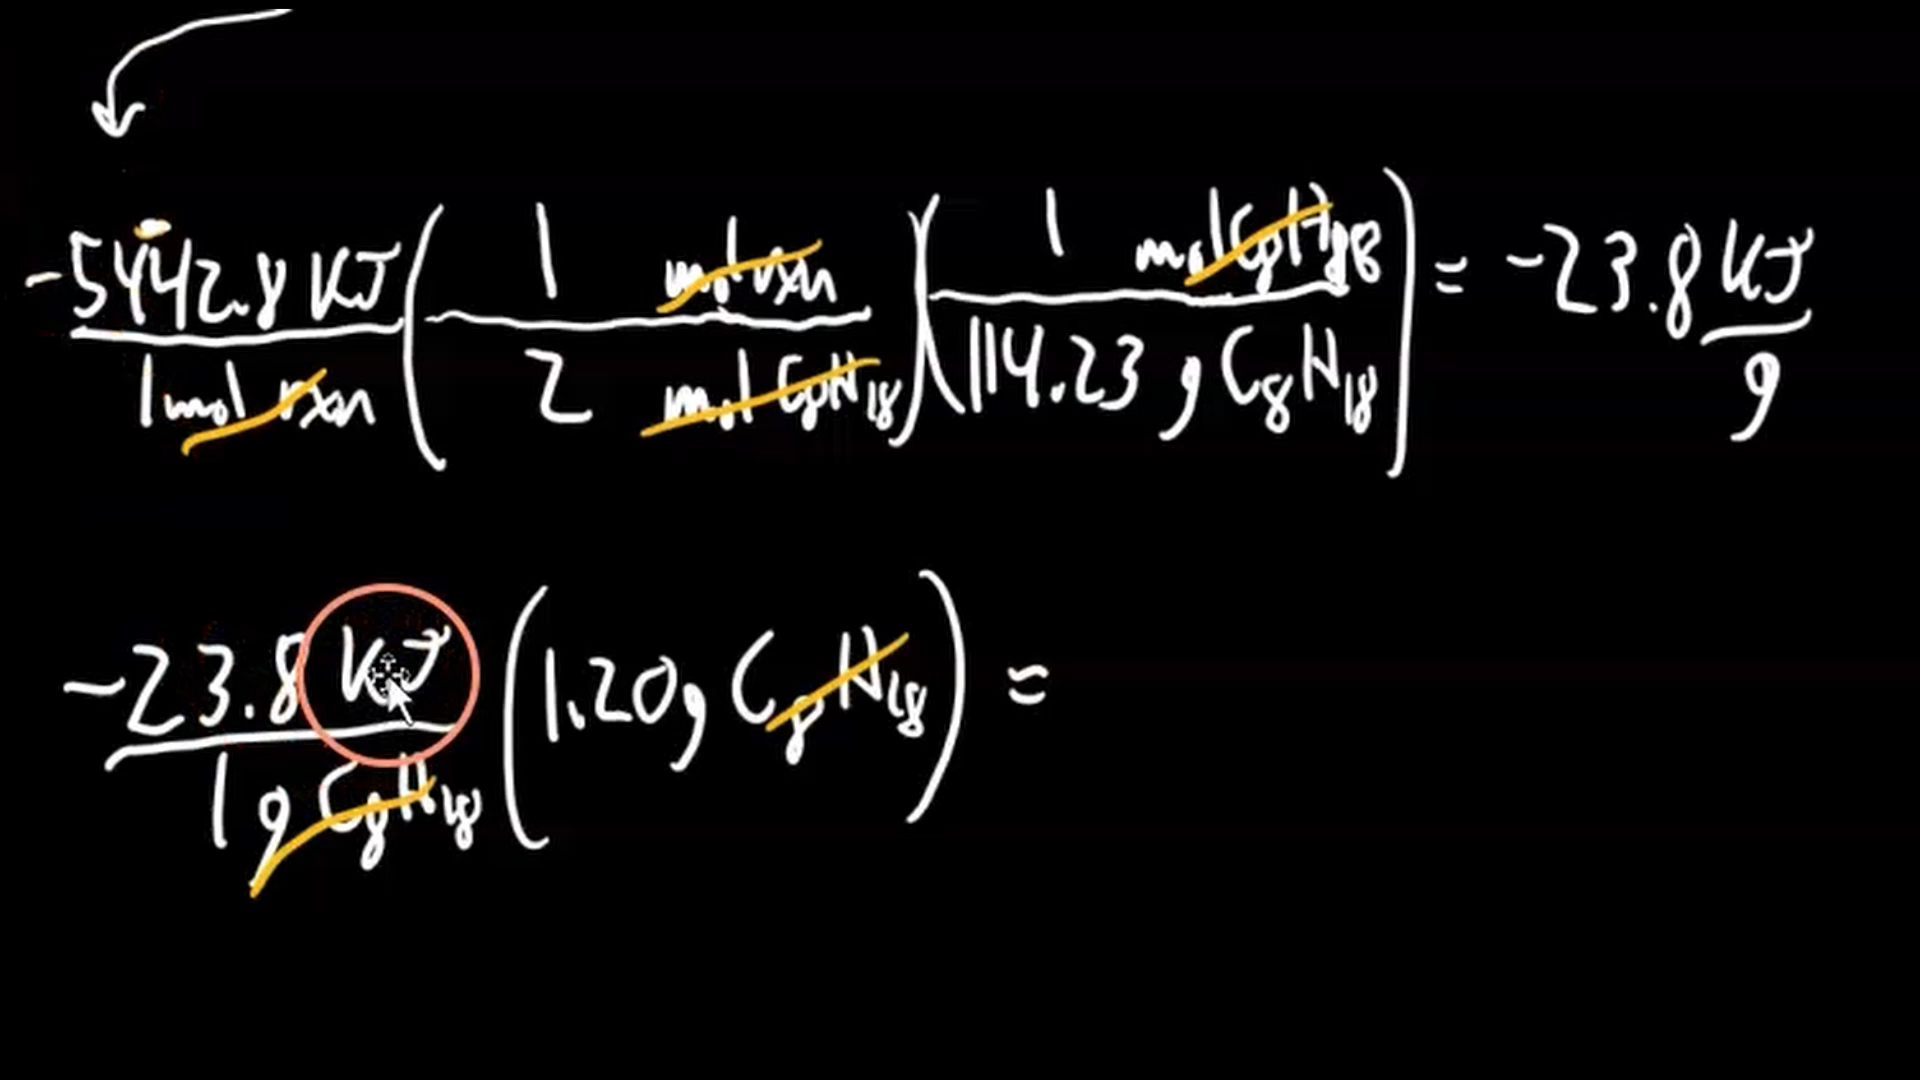 -5442.8 KJ / 1 mol rxn ( 1 mol rxn / 2 mol C8H18 ) ( 1 mol C8H18 / 114.23 g C8H18 ) = -23.8 KJ / g
-23.8 KJ / 1 g C8H18 ( 1.20 g C8H18 ) =